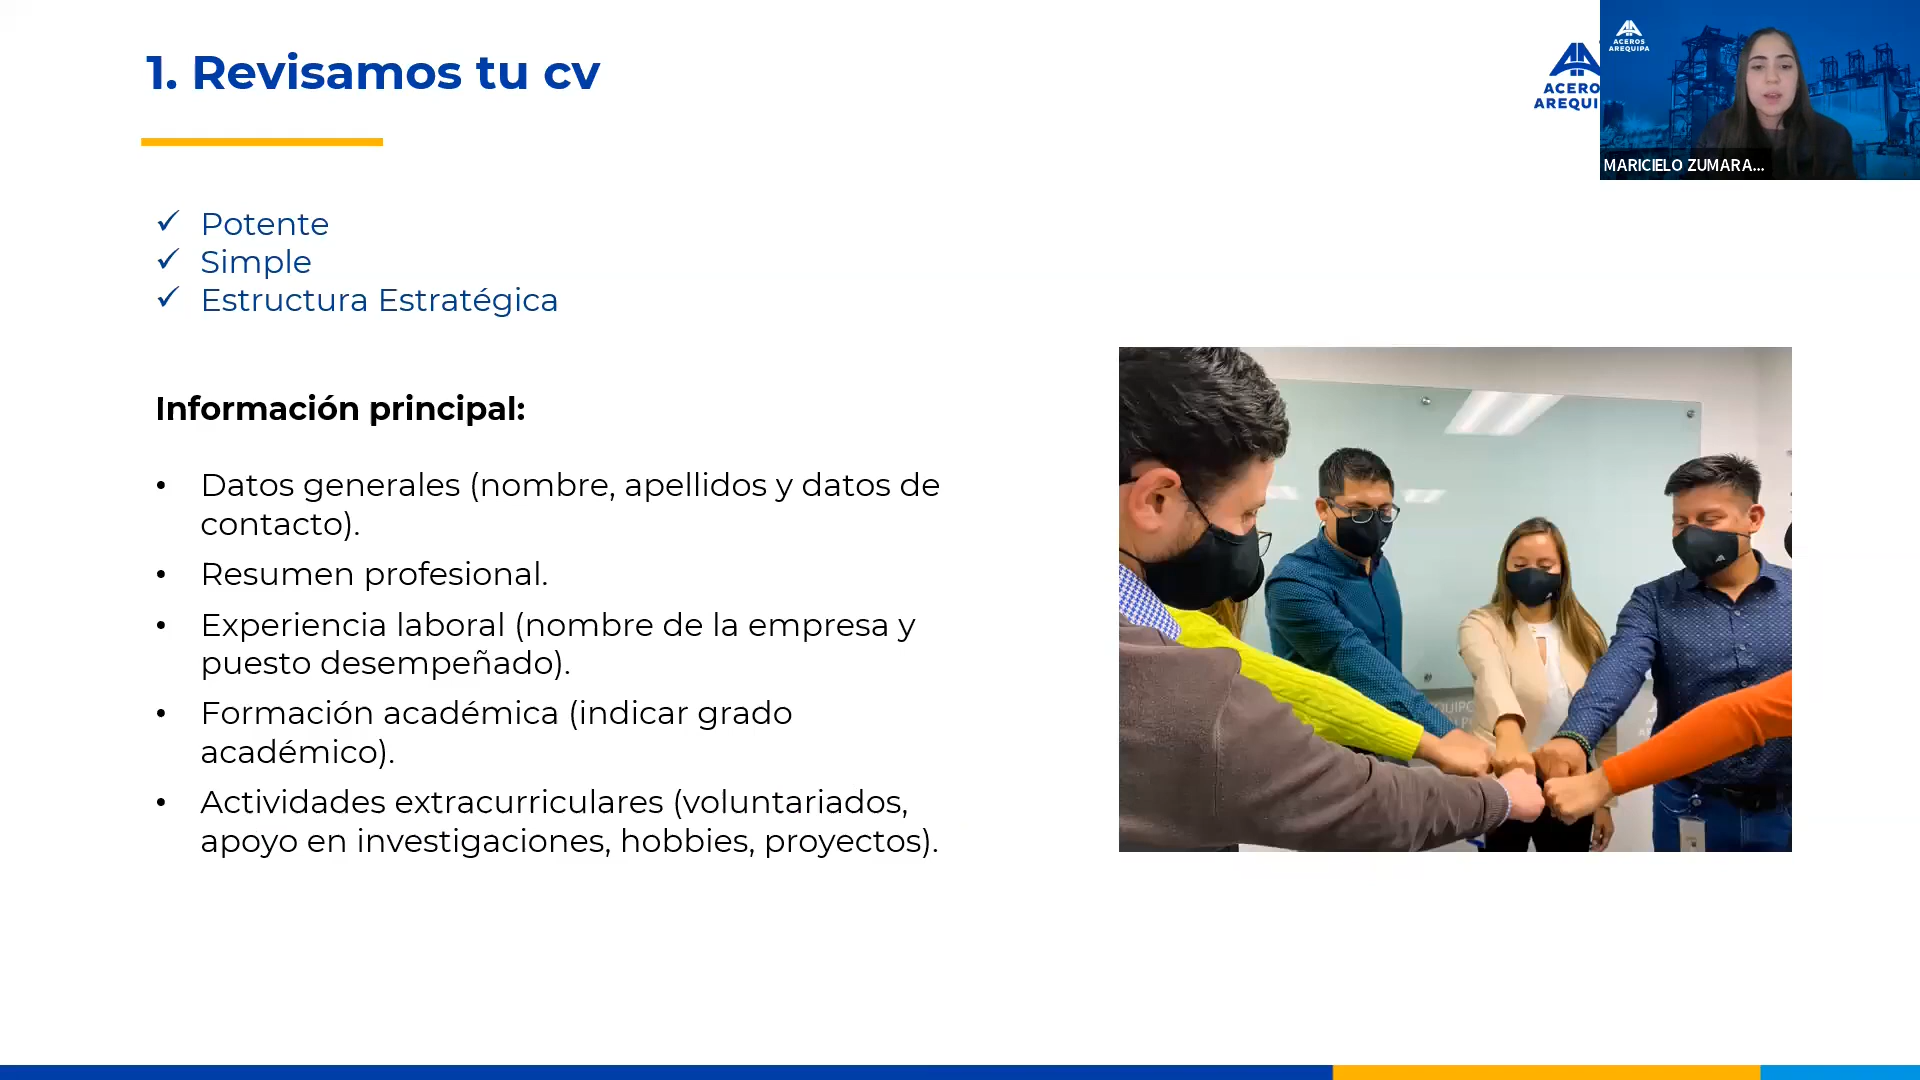 1. Revisamos tu cv
ACERO
AREQUI
ACEROS
AREQUIPA
MARICIELO ZUMARA...
✓ Potente
✓ Simple
✓ Estructura Estratégica
Información principal:
• Datos generales (nombre, apellidos y datos de
contacto).
• Resumen profesional.
• Experiencia laboral (nombre de la empresa y
puesto desempeñado).
• Formación académica (indicar grado
académico).
• Actividades extracurriculares (voluntariados,
apoyo en investigaciones, hobbies, proyectos).